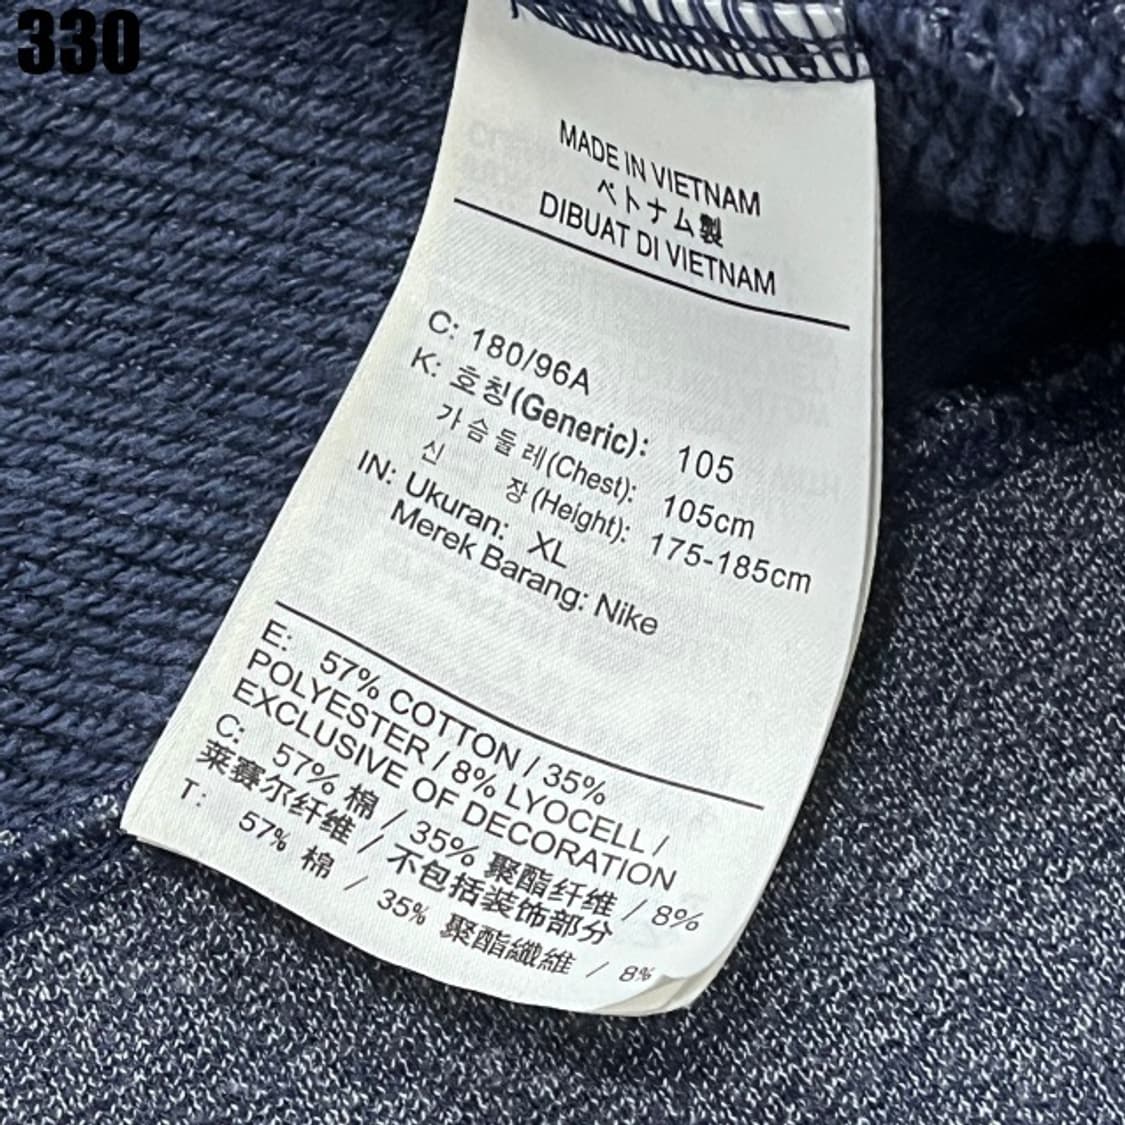 330
MADE IN VIETNAM
ベトナム製
DIBUAT DI VIETNAM
C: 180/96A
K: 호칭(Generic): 105
가슴둘레(Chest): 105cm
신 장(Height): 175-185cm
IN: Ukuran: XL
Merek Barang: Nike
E: 57% COTTON / 35%
POLYESTER / 8% LYOCELL /
EXCLUSIVE OF DECORATION
C: 57% 棉 / 35% 聚酯纤维 / 8%
莱赛尔纤维 / 不包括装饰部分
T: 57% 棉 / 35% 聚酯纖維 / 8%